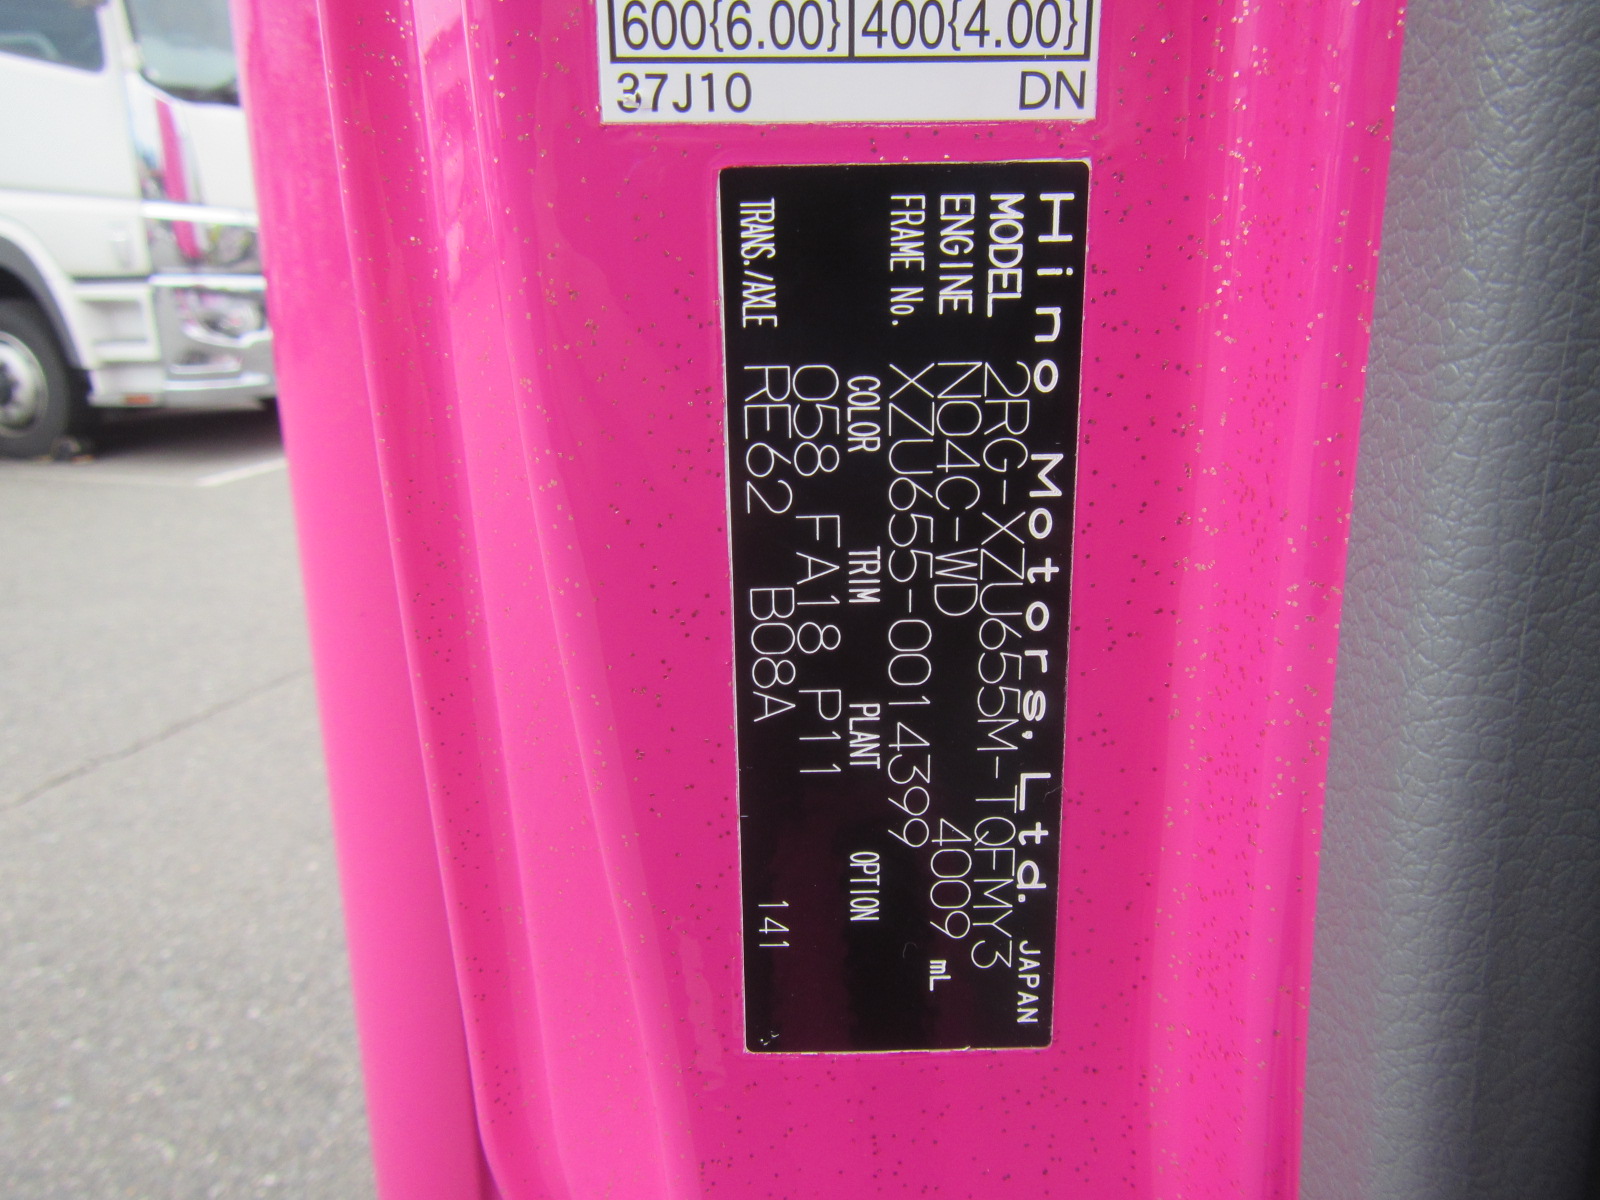 600{6.00} 400{4.00}
37J10 DN
Hino Motors, Ltd. JAPAN
MODEL 2RG-XZU655M-TQFMY3
ENGINE N04C-WD 4009 mL
FRAME No. XZU655-0014399
COLOR TRIM PLANT OPTION
058 FA18 P11
TRANS./AXLE RE62 B08A 141